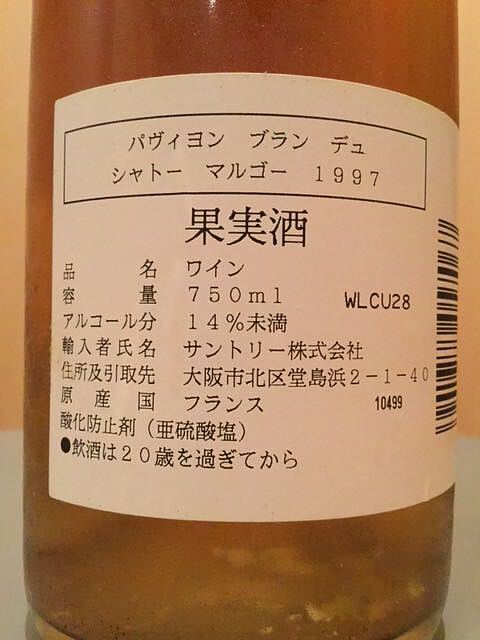 パヴィヨン　ブラン　デュ
シャトー　マルゴー　１９９７
果実酒
品　　　名　ワイン
容　　　量　７５０ｍｌ　WLCU28
アルコール分　１４％未満
輸入者氏名　サントリー株式会社
住所及引取先　大阪市北区堂島浜２－１－４０
原　産　国　フランス　10499
酸化防止剤（亜硫酸塩）
●飲酒は２０歳を過ぎてから